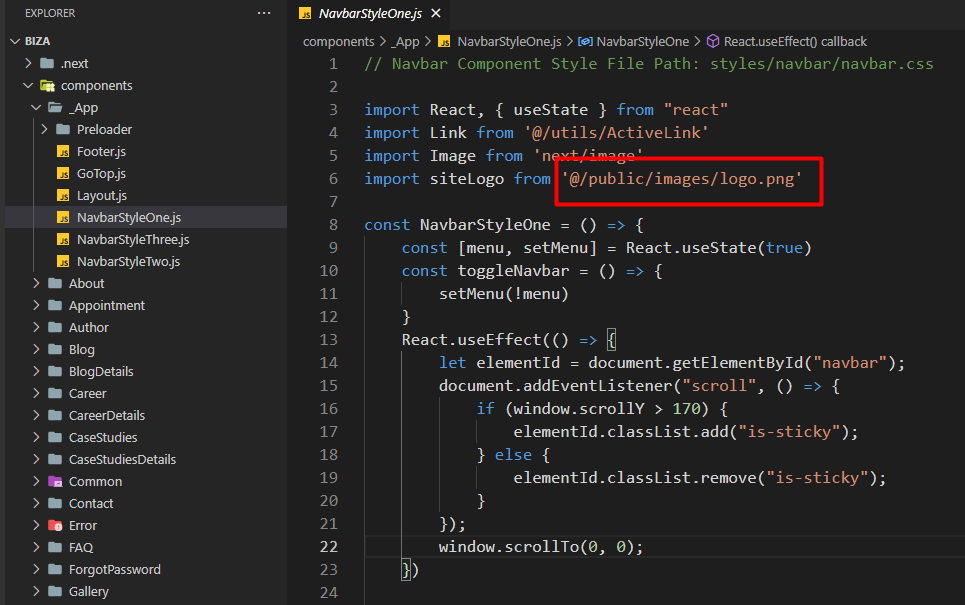 EXPLORER
BIZA
.next
components
_App
Preloader
Footer.js
GoTop.js
Layout.js
NavbarStyleOne.js
NavbarStyleThree.js
NavbarStyleTwo.js
About
Appointment
Author
Blog
BlogDetails
Career
CareerDetails
CaseStudies
CaseStudiesDetails
Common
Contact
Error
FAQ
ForgotPassword
Gallery
JS NavbarStyleOne.js
components > _App > JS NavbarStyleOne.js > NavbarStyleOne > React.useEffect() callback
1 // Navbar Component Style File Path: styles/navbar/navbar.css
2
3 import React, { useState } from "react"
4 import Link from '@/utils/ActiveLink'
5 import Image from 'next/image'
6 import siteLogo from '@/public/images/logo.png'
7
8 const NavbarStyleOne = () => {
9 const [menu, setMenu] = React.useState(true)
10 const toggleNavbar = () => {
11 setMenu(!menu)
12 }
13 React.useEffect(() => {
14 let elementId = document.getElementById("navbar");
15 document.addEventListener("scroll", () => {
16 if (window.scrollY > 170) {
17 elementId.classList.add("is-sticky");
18 } else {
19 elementId.classList.remove("is-sticky");
20 }
21 });
22 window.scrollTo(0, 0);
23 })
24